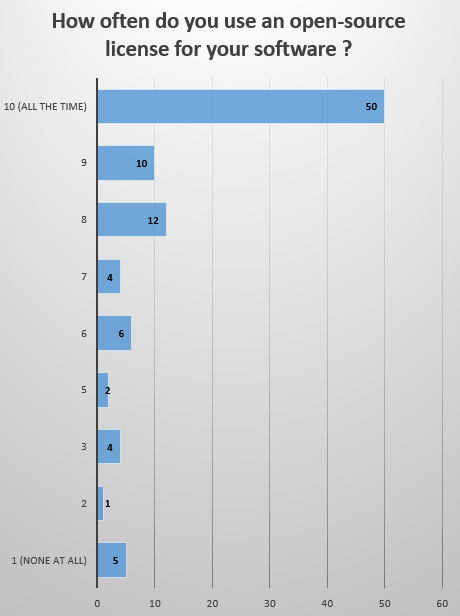 How often do you use an open-source
license for your software ?
10 (ALL THE TIME) 50
9 10
8 12
7 4
6 6
5 2
3 4
2 1
1 (NONE AT ALL) 5
0 10 20 30 40 50 60